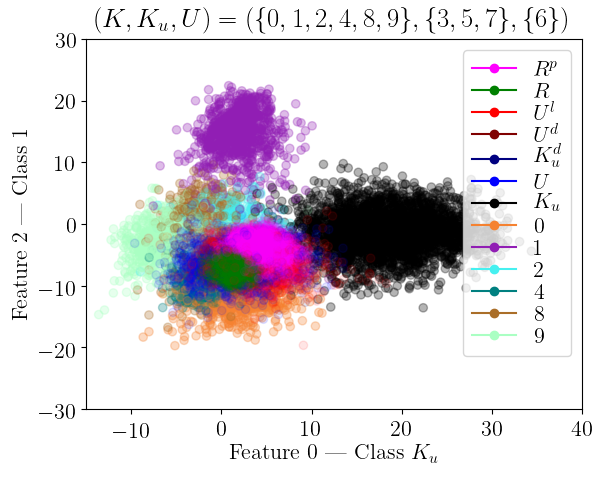 (K, K_u, U) = ({0, 1, 2, 4, 8, 9}, {3, 5, 7}, {6})
30
20
10
0
−10
−20
−30
Feature 2 — Class 1
R^p
R
U^l
U^d
K_u^d
U
K_u
0
1
2
4
8
9
−10 0 10 20 30 40
Feature 0 — Class K_u